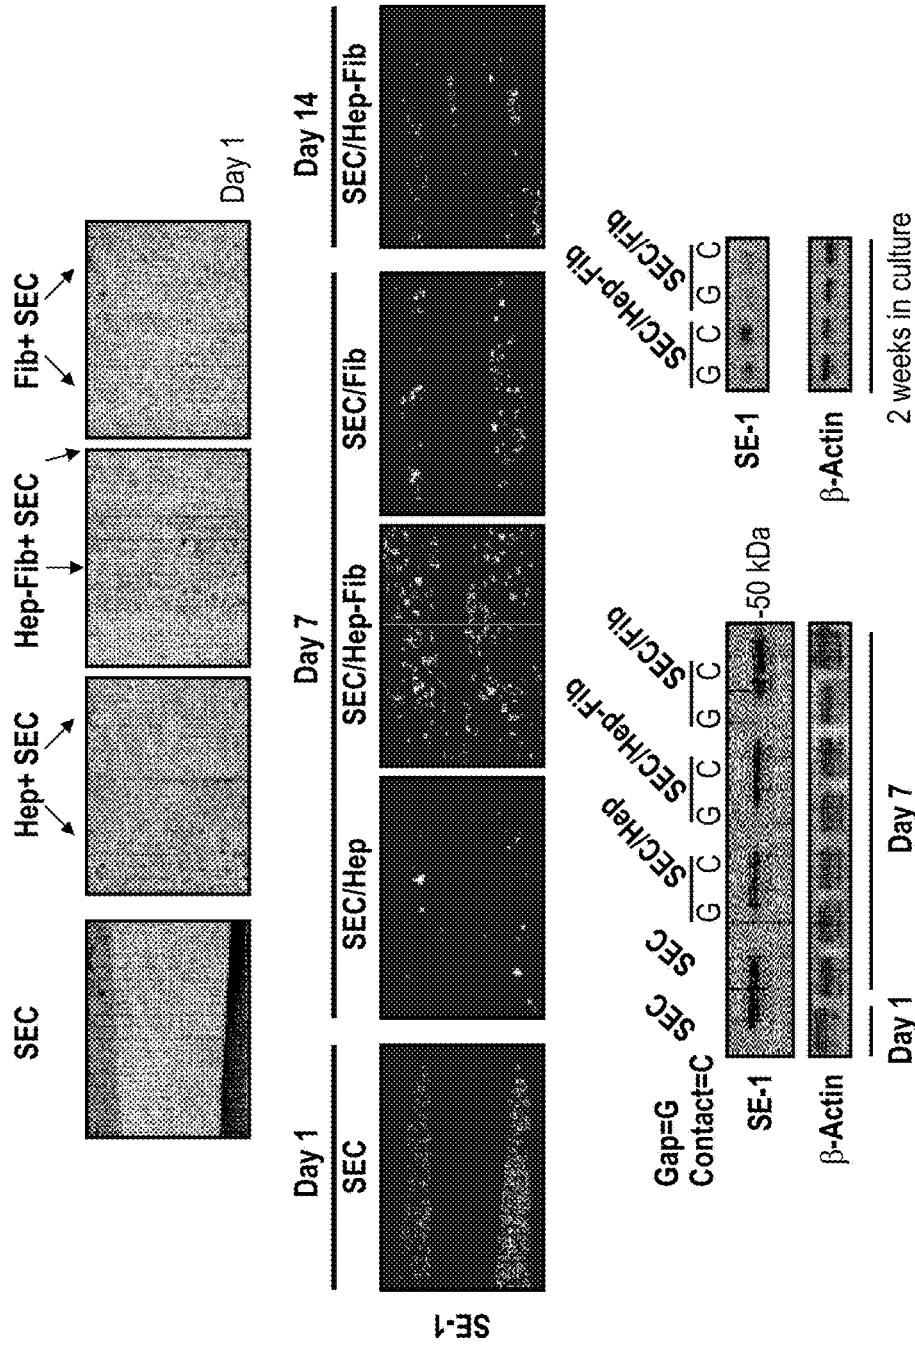 SEC
Hep+ SEC
Hep-Fib+ SEC
Fib+ SEC
Day 1
Day 1
Day 7
Day 14
SEC
SEC/Hep
SEC/Hep-Fib
SEC/Fib
SEC/Hep-Fib
SE-1
Gap=G
Contact=C
SEC
SEC
SEC/Hep
SEC/Hep-Fib
SEC/Fib
G C
G C
G C
SE-1
-50 kDa
β-Actin
Day 1
Day 7
SEC/Hep-Fib
SEC/Fib
G C
G C
SE-1
β-Actin
2 weeks in culture